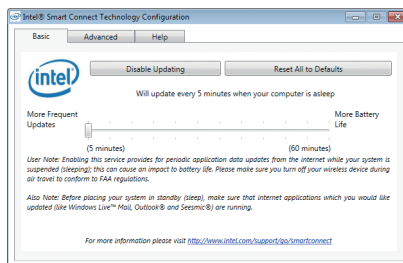 Intel® Smart Connect Technology Configuration
Basic Advanced Help
intel
Disable Updating Reset All to Defaults
Will update every 5 minutes when your computer is asleep
More Frequent Updates
More Battery Life
(5 minutes) (60 minutes)
User Note: Enabling this service provides for periodic application data updates from the internet while your system is
suspended (sleeping); this can cause an impact to battery life. Please make sure you turn off your wireless device during
air travel to conform to FAA regulations.
Also Note: Before placing your system in standby (sleep), make sure that internet applications which you would like
updated (like Windows Live™ Mail, Outlook® and Seesmic®) are running.
For more information please visit http://www.intel.com/support/go/smartconnect